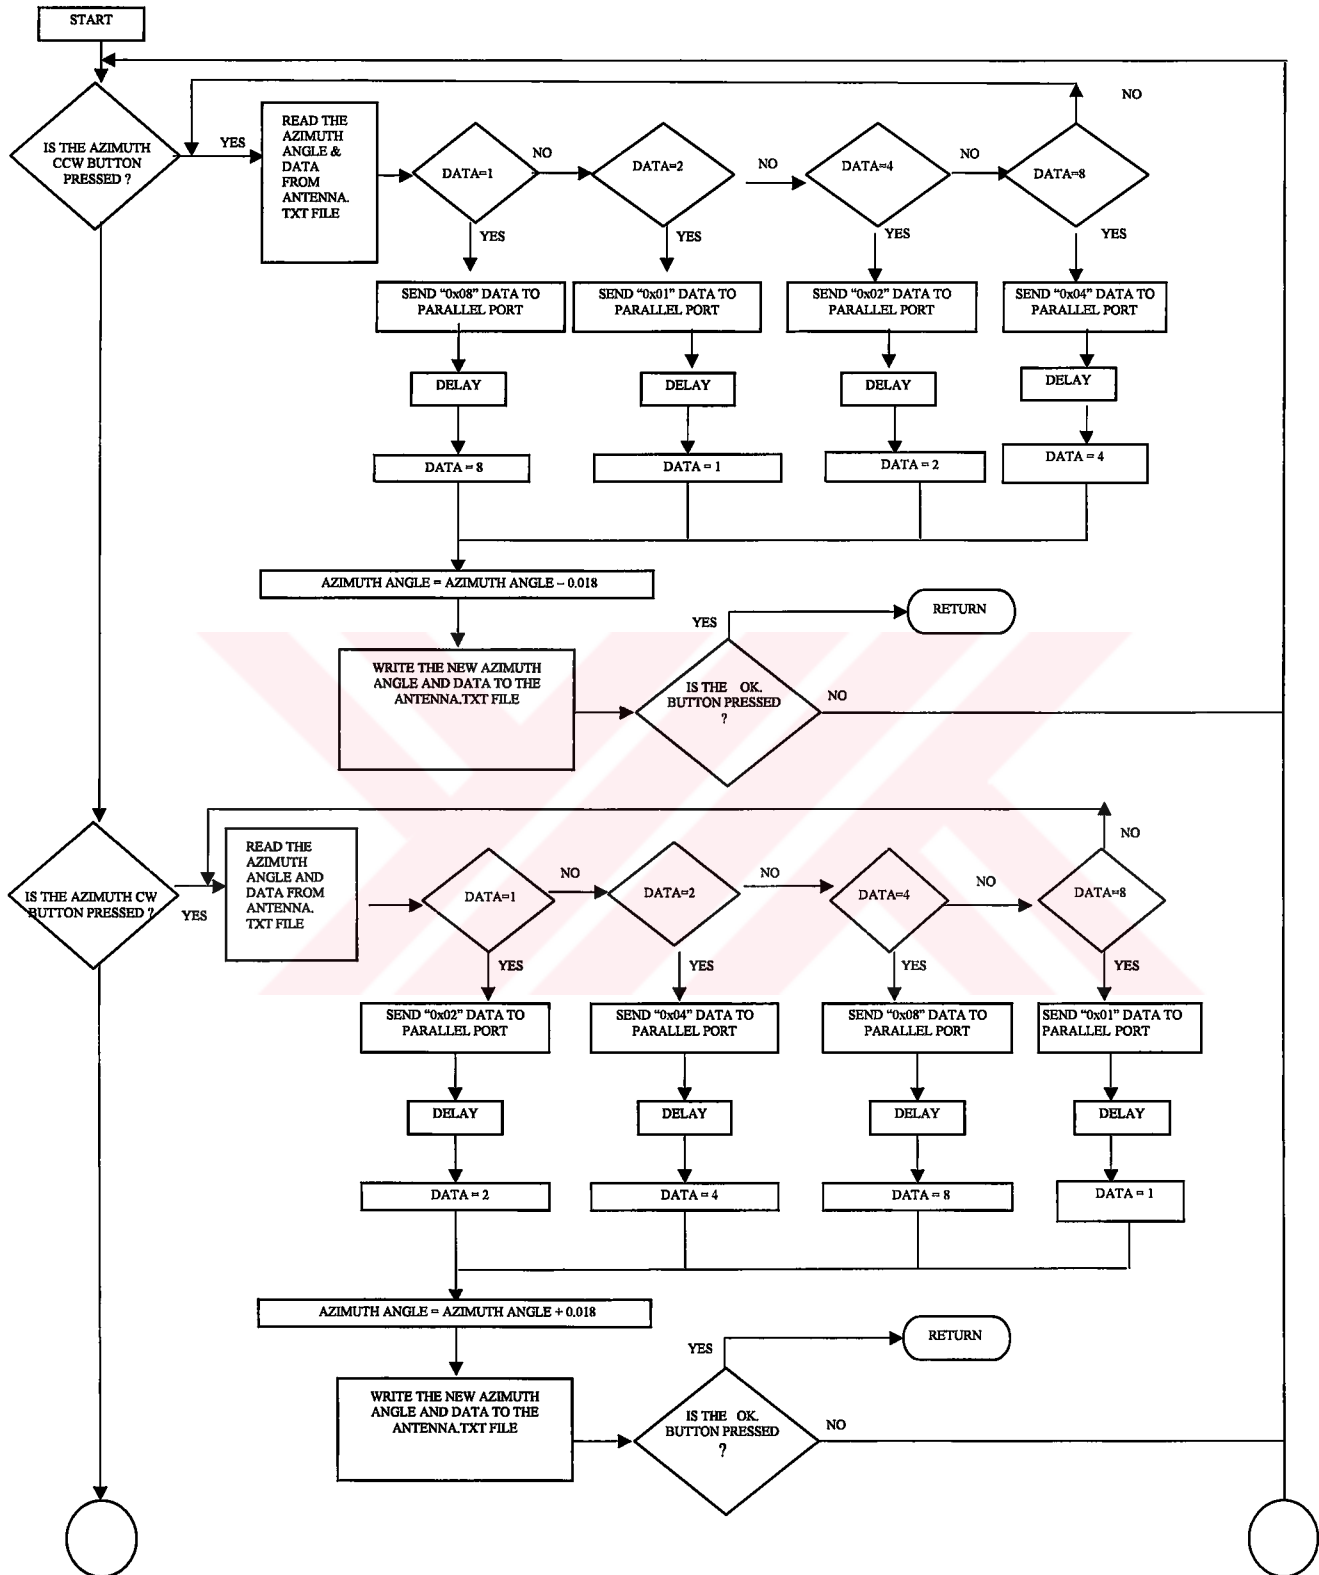 START
IS THE AZIMUTH
CCW BUTTON
PRESSED ?
YES
READ THE
AZIMUTH
ANGLE &
DATA
FROM
ANTENNA.
TXT FILE
DATA=1
NO
DATA=2
NO
DATA=4
NO
DATA=8
NO
YES
YES
YES
YES
SEND "0x08" DATA TO
PARALLEL PORT
SEND "0x01" DATA TO
PARALLEL PORT
SEND "0x02" DATA TO
PARALLEL PORT
SEND "0x04" DATA TO
PARALLEL PORT
DELAY
DELAY
DELAY
DELAY
DATA = 8
DATA = 1
DATA = 2
DATA = 4
AZIMUTH ANGLE = AZIMUTH ANGLE – 0.018
WRITE THE NEW AZIMUTH
ANGLE AND DATA TO THE
ANTENNA.TXT FILE
IS THE OK.
BUTTON PRESSED
?
YES
RETURN
NO
IS THE AZIMUTH CW
BUTTON PRESSED ?
YES
READ THE
AZIMUTH
ANGLE AND
DATA FROM
ANTENNA.
TXT FILE
DATA=1
NO
DATA=2
NO
DATA=4
NO
DATA=8
NO
YES
YES
YES
YES
SEND "0x02" DATA TO
PARALLEL PORT
SEND "0x04" DATA TO
PARALLEL PORT
SEND "0x08" DATA TO
PARALLEL PORT
SEND "0x01" DATA TO
PARALLEL PORT
DELAY
DELAY
DELAY
DELAY
DATA = 2
DATA = 4
DATA = 8
DATA = 1
AZIMUTH ANGLE = AZIMUTH ANGLE + 0.018
WRITE THE NEW AZIMUTH
ANGLE AND DATA TO THE
ANTENNA.TXT FILE
IS THE OK.
BUTTON PRESSED
?
YES
RETURN
NO